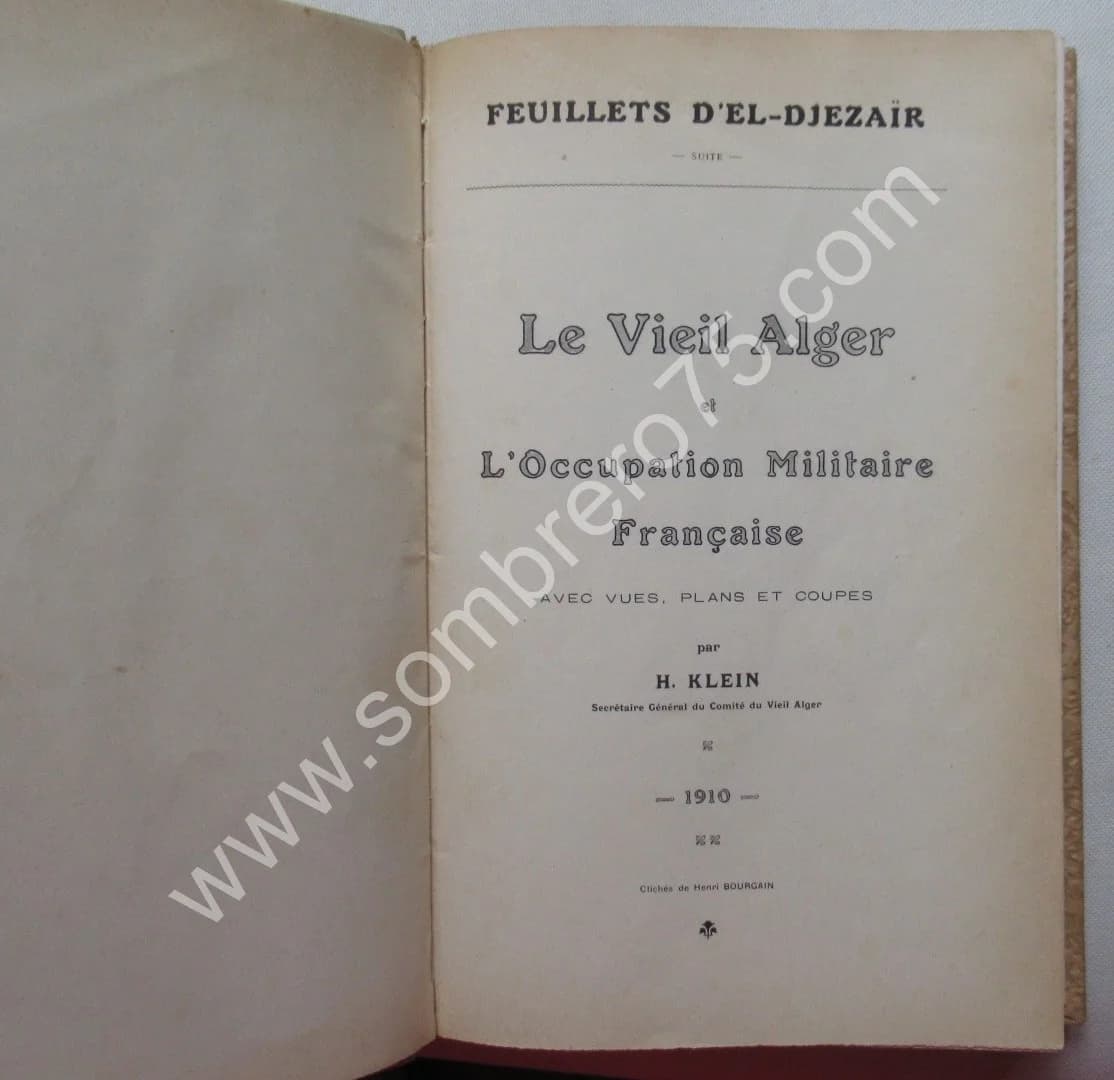 FEUILLETS D'EL-DJEZAÏR
— SUITE —
Le Vieil Alger
et
L'Occupation Militaire
Française
AVEC VUES, PLANS ET COUPES
par
H. KLEIN
Secrétaire Général du Comité du Vieil Alger
— 1910 —
Clichés de Henri BOURGAIN
www.sombrero75.com